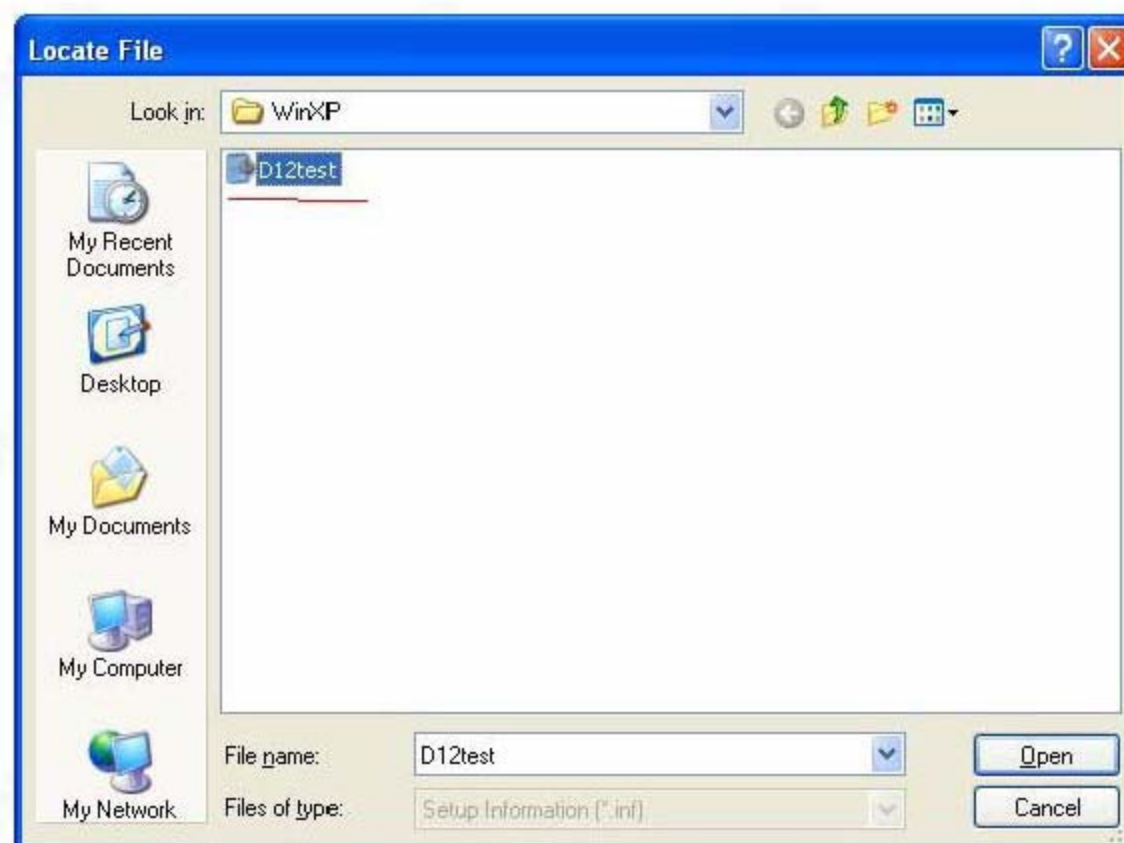 Locate File
Look in:
WinXP
D12test
My Recent
Documents
Desktop
My Documents
My Computer
My Network
File name:
D12test
Open
Files of type:
Setup Information (*.inf)
Cancel